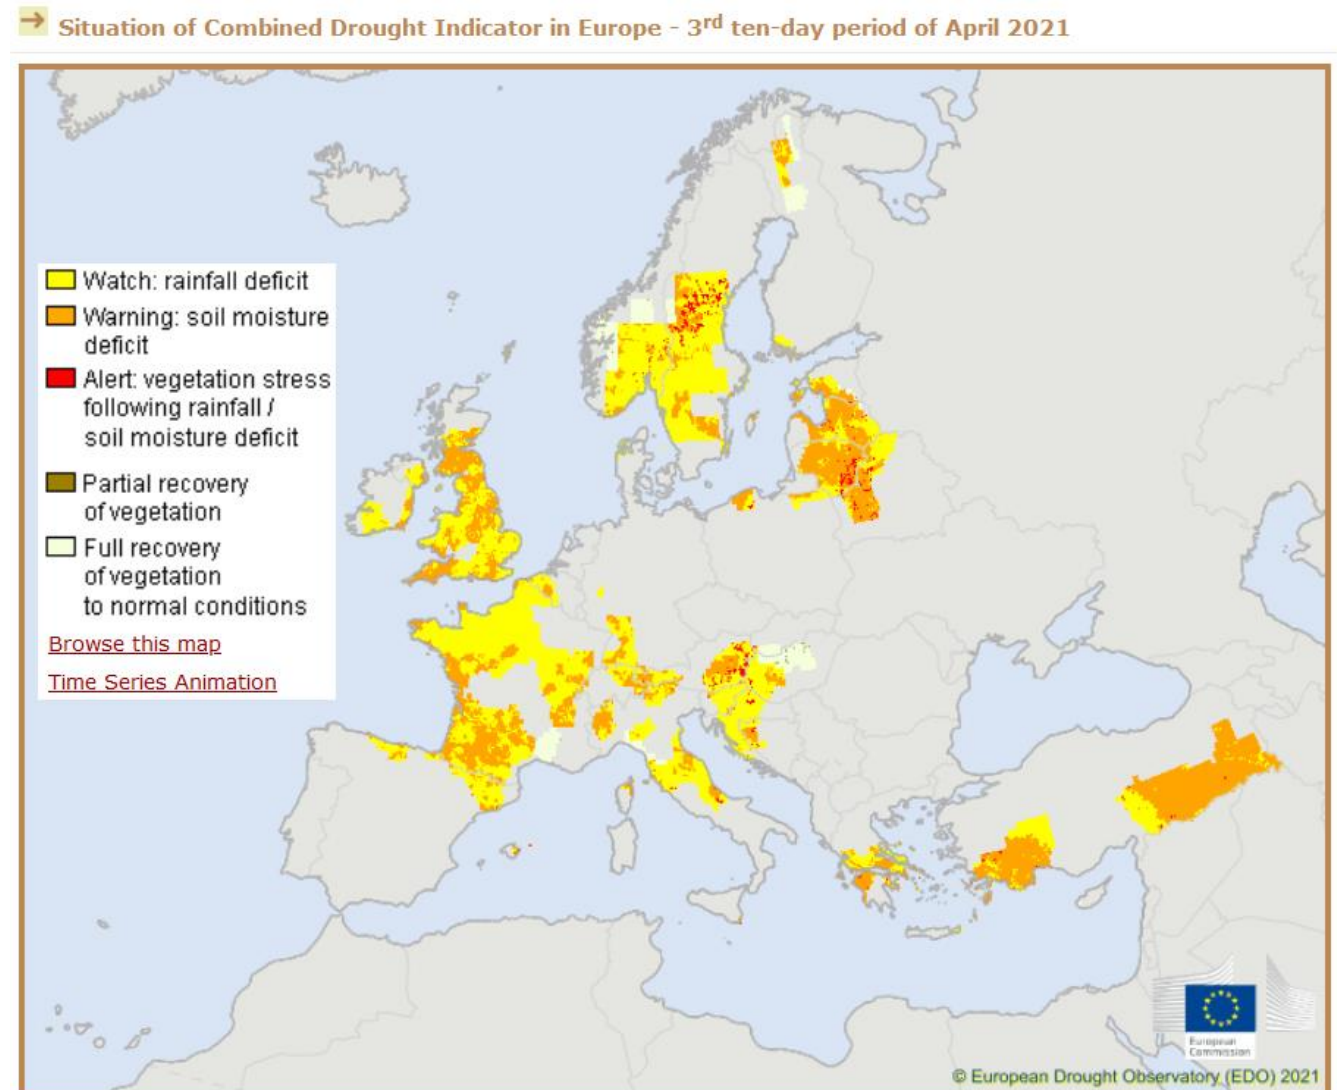 Situation of Combined Drought Indicator in Europe - 3rd ten-day period of April 2021
Watch: rainfall deficit
Warning: soil moisture
deficit
Alert: vegetation stress
following rainfall /
soil moisture deficit
Partial recovery
of vegetation
Full recovery
of vegetation
to normal conditions
Browse this map
Time Series Animation
European
Commission
© European Drought Observatory (EDO) 2021